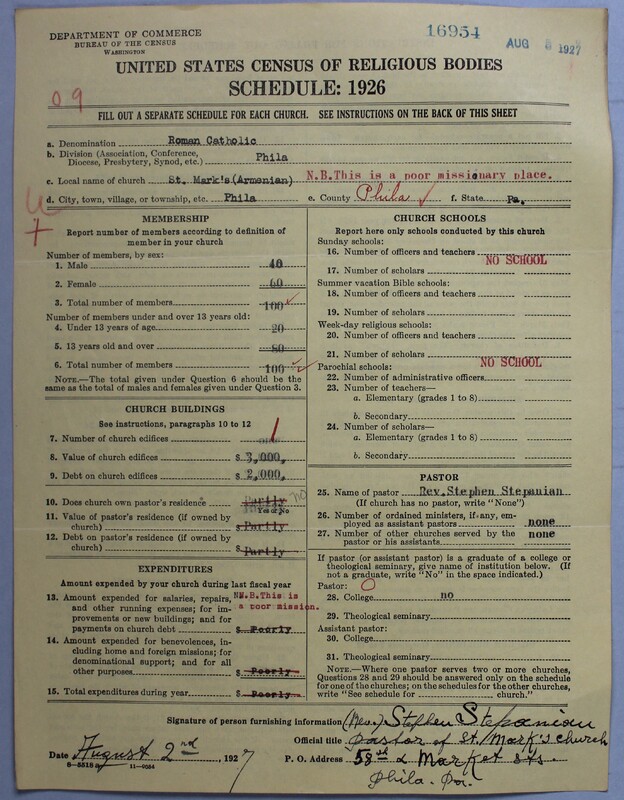 DEPARTMENT OF COMMERCE
BUREAU OF THE CENSUS
WASHINGTON
16954
AUG 1927
UNITED STATES CENSUS OF RELIGIOUS BODIES
SCHEDULE: 1926
09
FILL OUT A SEPARATE SCHEDULE FOR EACH CHURCH. SEE INSTRUCTIONS ON THE BACK OF THIS SHEET
a. Denomination Roman Catholic
b. Division (Association, Conference, Diocese, Presbytery, Synod, etc.) Phila
c. Local name of church St. Mark's(Armenian) N.B.This is a poor missionary place.
d. City, town, village, or township, etc. Phila e. County Phila f. State Pa.
MEMBERSHIP
Report number of members according to definition of
member in your church
Number of members, by sex:
1. Male 40
2. Female 60
3. Total number of members 100
Number of members under and over 13 years old:
4. Under 13 years of age 20
5. 13 years old and over 80
6. Total number of members 100
NOTE.—The total given under Question 6 should be the
same as the total of males and females given under Question 3.
CHURCH BUILDINGS
See instructions, paragraphs 10 to 12
7. Number of church edifices 1
8. Value of church edifices $ 3,000,
9. Debt on church edifices $ 2,000,
10. Does church own pastor's residence Partly no
Yes or No
11. Value of pastor's residence (if owned by
church) $ Partly
12. Debt on pastor's residence (if owned by
church) $ Partly
EXPENDITURES
Amount expended by your church during last fiscal year
13. Amount expended for salaries, repairs,
and other running expenses; for im-
provements or new buildings; and for
payments on church debt $ Poorly
N.B.This is
a poor mission.
14. Amount expended for benevolences, in-
cluding home and foreign missions; for
denominational support; and for all
other purposes $ Poorly
15. Total expenditures during year $ Poorly
CHURCH SCHOOLS
Report here only schools conducted by this church
Sunday schools:
16. Number of officers and teachers
NO SCHOOL
17. Number of scholars
Summer vacation Bible schools:
18. Number of officers and teachers
19. Number of scholars
Week-day religious schools:
20. Number of officers and teachers
21. Number of scholars
Parochial schools: NO SCHOOL
22. Number of administrative officers
23. Number of teachers—
a. Elementary (grades 1 to 8)
b. Secondary
24. Number of scholars—
a. Elementary (grades 1 to 8)
b. Secondary
PASTOR
25. Name of pastor Rev.Stephen Stepanian
(If church has no pastor, write "None")
26. Number of ordained ministers, if any, em-
ployed as assistant pastors none
27. Number of other churches served by the none
pastor or his assistants
If pastor (or assistant pastor) is a graduate of a college or
theological seminary, give name of institution below. (If
not a graduate, write "No" in the space indicated.)
Pastor: O
28. College no
29. Theological seminary
Assistant pastor:
30. College
31. Theological seminary
NOTE.—Where one pastor serves two or more churches,
Questions 28 and 29 should be answered only on the schedule
for one of the churches; on the schedules for the other churches,
write "See schedule for church."
Signature of person furnishing information (Rev.) Stephen Stepanian
Official title Pastor of St. Mark's church
Date August 2nd, 1927 P. O. Address 58th & Market Sts.
8—5518a 11—9584
Phila. Pa.